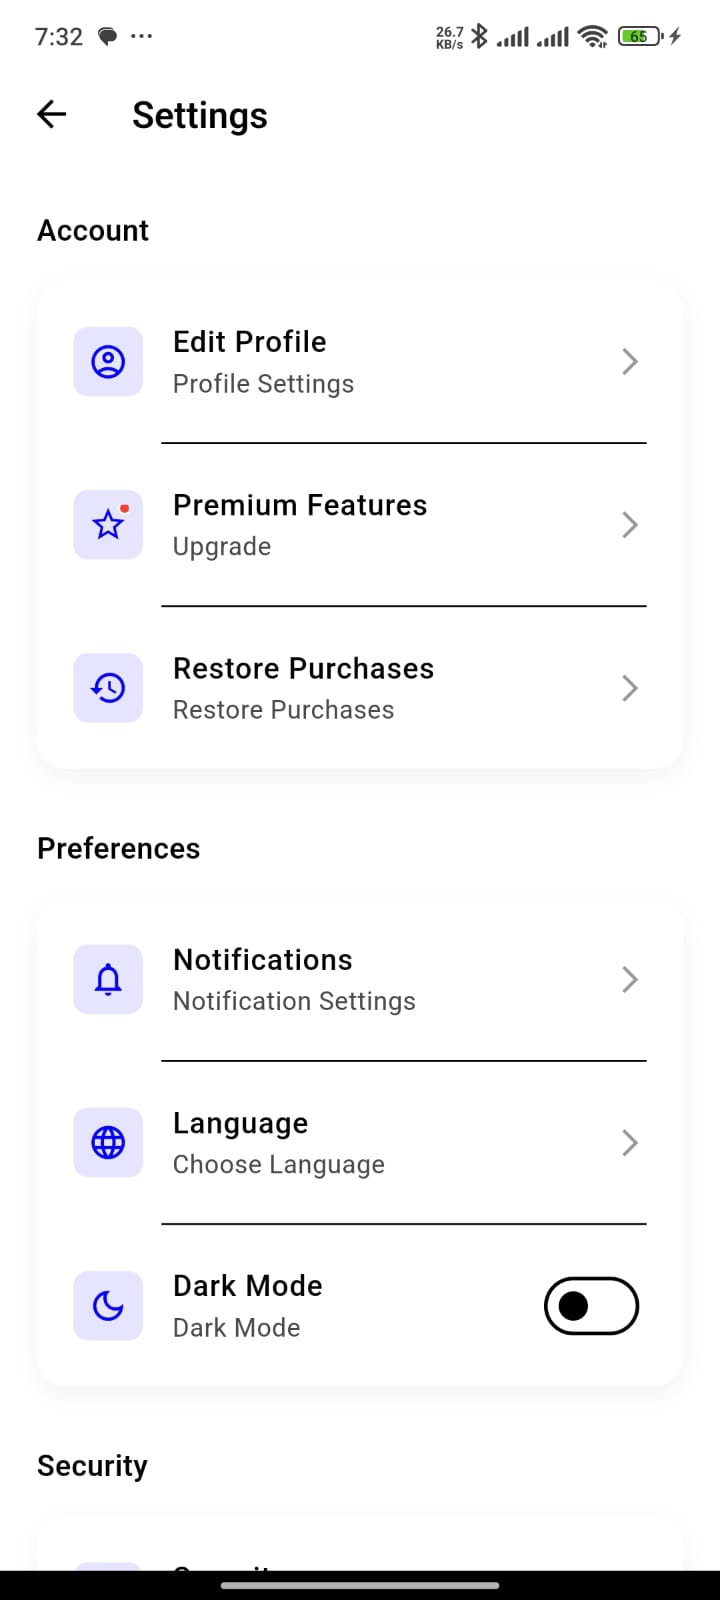 7:32
26.7
KB/s
65
Settings
Account
Edit Profile
Profile Settings
Premium Features
Upgrade
Restore Purchases
Restore Purchases
Preferences
Notifications
Notification Settings
Language
Choose Language
Dark Mode
Dark Mode
Security